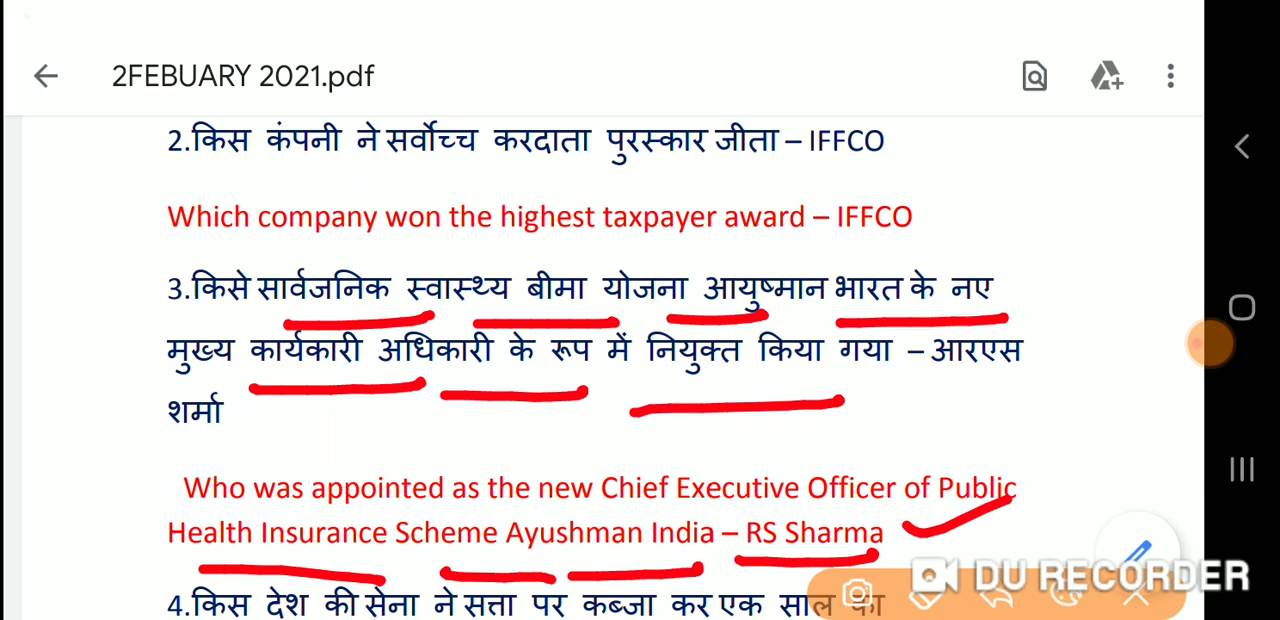 2FEBUARY 2021.pdf
2.किस कंपनी ने सर्वोच्च करदाता पुरस्कार जीता – IFFCO
Which company won the highest taxpayer award – IFFCO
3.किसे सार्वजनिक स्वास्थ्य बीमा योजना आयुष्मान भारत के नए
मुख्य कार्यकारी अधिकारी के रूप में नियुक्त किया गया – आरएस
शर्मा
Who was appointed as the new Chief Executive Officer of Public
Health Insurance Scheme Ayushman India – RS Sharma
4.किस देश की सेना ने सत्ता पर कब्जा कर एक साल का
DU RECORDER